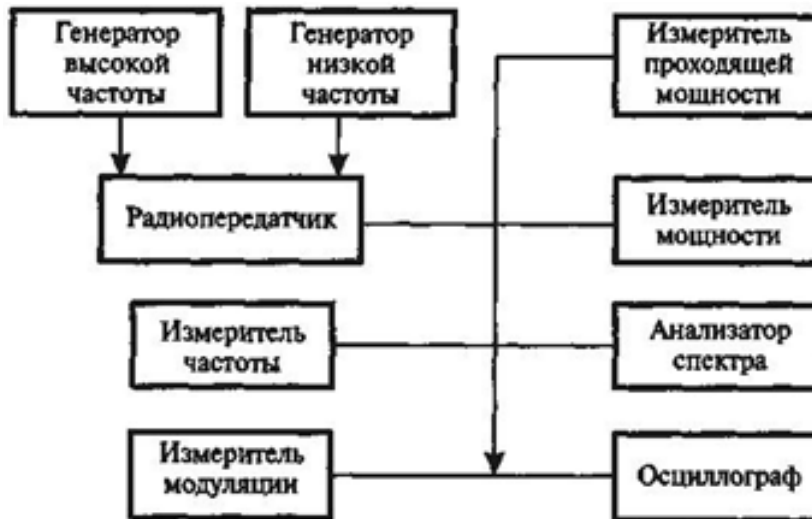 Генератор
высокой
частоты
Генератор
низкой
частоты
Измеритель
проходящей
мощности
Радиопередатчик
Измеритель
мощности
Измеритель
частоты
Анализатор
спектра
Измеритель
модуляции
Осциллограф